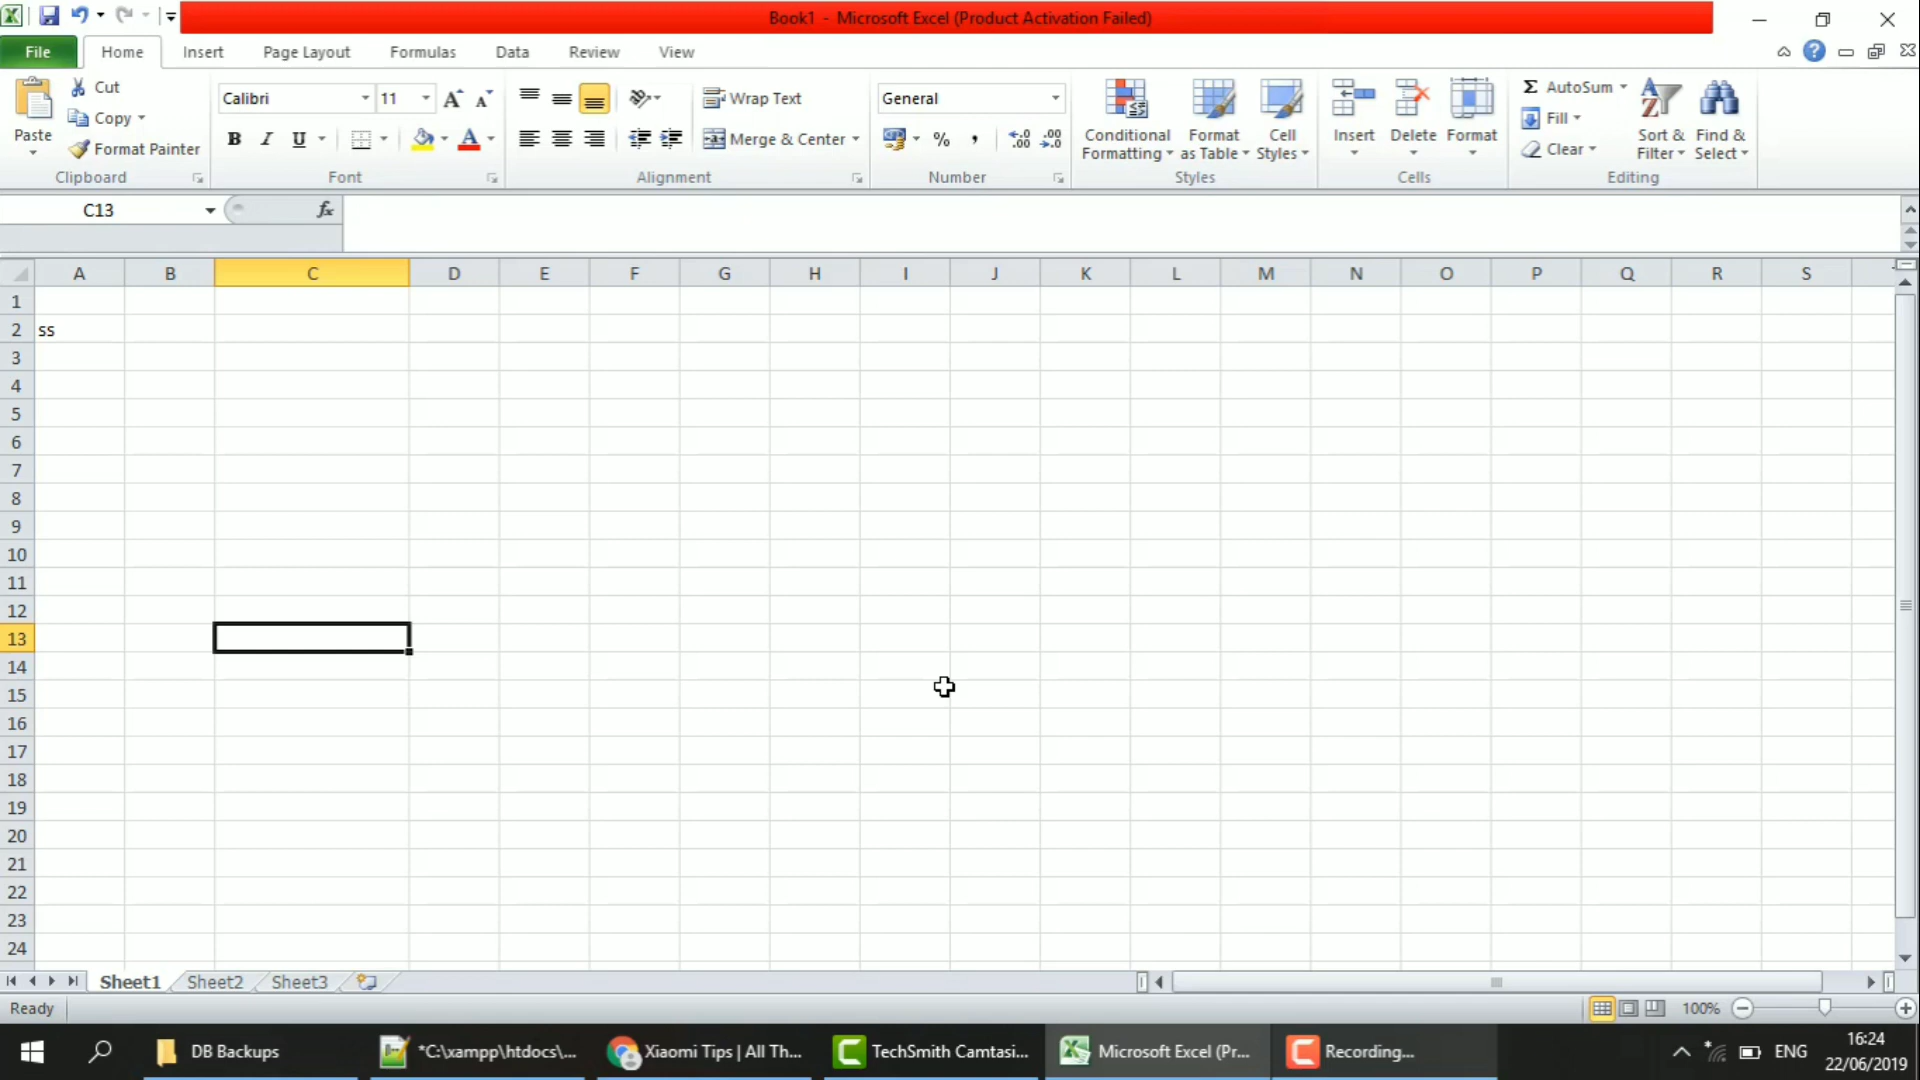 Book1 - Microsoft Excel (Product Activation Failed)
File Home Insert Page Layout Formulas Data Review View
Paste
Cut
Copy
Format Painter
Clipboard
Calibri 11
B I U
Font
Wrap Text
Merge & Center
Alignment
General
%
Number
Conditional Formatting
Format as Table
Cell Styles
Styles
Insert Delete Format
Cells
AutoSum
Fill
Clear
Sort & Filter
Find & Select
Editing
C13 fx
A B C D E F G H I J K L M N O P Q R S
1
2 ss
3
4
5
6
7
8
9
10
11
12
13
14
15
16
17
18
19
20
21
22
23
24
Sheet1 Sheet2 Sheet3
Ready 100%
DB Backups *C:\xampp\htdocs\... Xiaomi Tips | All Th... TechSmith Camtasi... Microsoft Excel (Pr... Recording... ENG 16:24
22/06/2019